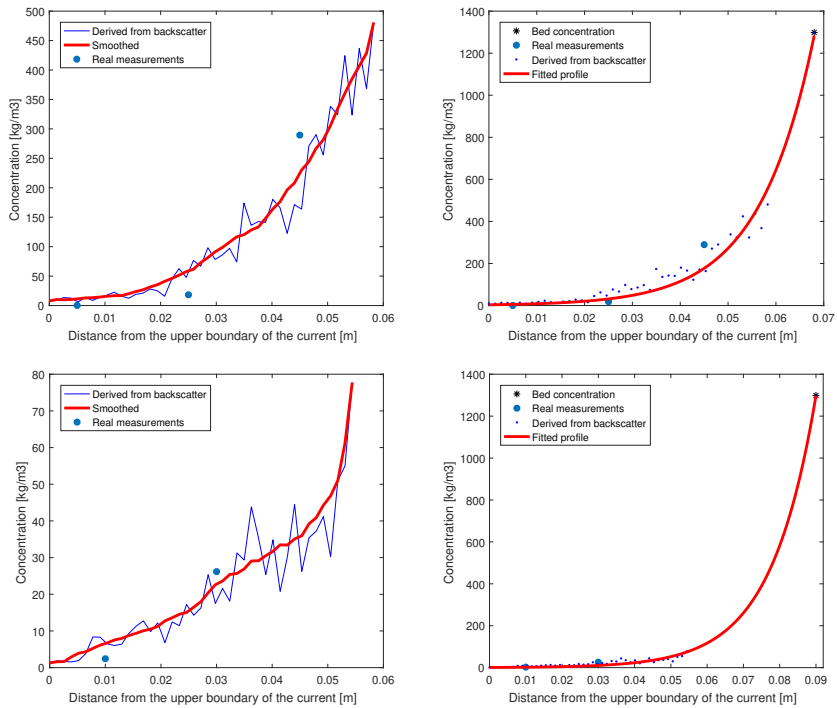 500
450
400
350
300
250
200
150
100
50
0
Concentration [kg/m3]
Derived from backscatter
Smoothed
Real measurements
0 0.01 0.02 0.03 0.04 0.05 0.06
Distance from the upper boundary of the current [m]
1400
1200
1000
800
600
400
200
0
Concentration [kg/m3]
Bed concentration
Real measurements
Derived from backscatter
Fitted profile
0 0.01 0.02 0.03 0.04 0.05 0.06 0.07
Distance from the upper boundary of the current [m]
80
70
60
50
40
30
20
10
0
Concentration [kg/m3]
Derived from backscatter
Smoothed
Real measurements
0 0.01 0.02 0.03 0.04 0.05 0.06
Distance from the upper boundary of the current [m]
1400
1200
1000
800
600
400
200
0
Concentration [kg/m3]
Bed concentration
Real measurements
Derived from backscatter
Fitted profile
0 0.01 0.02 0.03 0.04 0.05 0.06 0.07 0.08 0.09
Distance from the upper boundary of the current [m]